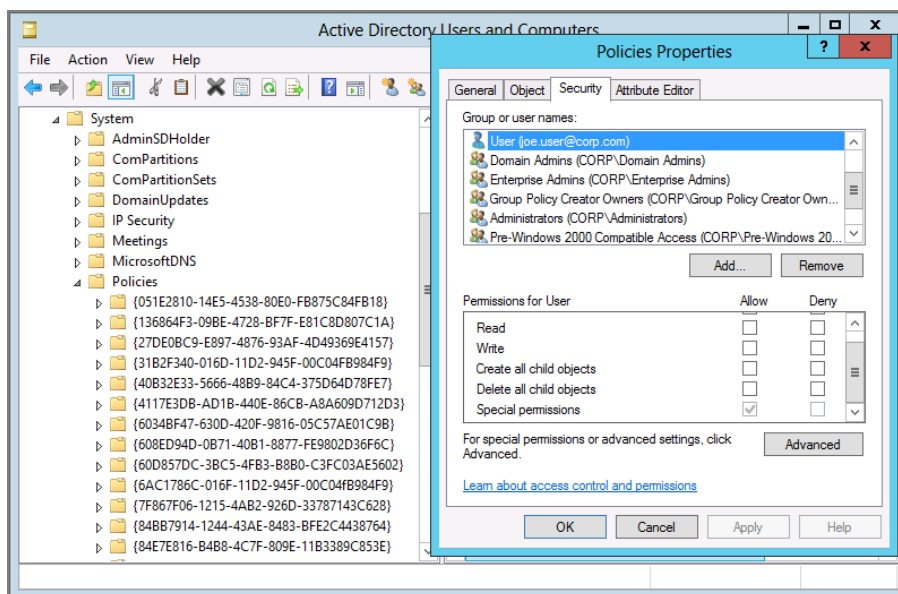 Active Directory Users and Computers
File Action View Help
System
AdminSDHolder
ComPartitions
ComPartitionSets
DomainUpdates
IP Security
Meetings
MicrosoftDNS
Policies
{051E2810-14E5-4538-80E0-FB875C84FB18}
{136864F3-09BE-4728-BF7F-E81C8D807C1A}
{27DE0BC9-E897-4876-93AF-4D49369E4157}
{31B2F340-016D-11D2-945F-00C04FB984F9}
{40B32E33-5666-48B9-84C4-375D64D78FE7}
{4117E3DB-AD1B-440E-86CB-A8A609D712D3}
{6034BF47-630D-420F-9816-05C57AE01C9B}
{608ED94D-0B71-40B1-8877-FE9802D36F6C}
{60D857DC-3BC5-4FB3-B8B0-C3FC03AE5602}
{6AC1786C-016F-11D2-945F-00C04fB984F9}
{7F867F06-1215-4AB2-926D-33787143C628}
{84BB7914-1244-43AE-8483-BFE2C4438764}
{84E7E816-B4B8-4C7F-809E-11B3389C853E}
Policies Properties
? x
General Object Security Attribute Editor
Group or user names:
User (joe.user@corp.com)
Domain Admins (CORP\Domain Admins)
Enterprise Admins (CORP\Enterprise Admins)
Group Policy Creator Owners (CORP\Group Policy Creator Own...
Administrators (CORP\Administrators)
Pre-Windows 2000 Compatible Access (CORP\Pre-Windows 20...
Add... Remove
Permissions for User Allow Deny
Read
Write
Create all child objects
Delete all child objects
Special permissions
For special permissions or advanced settings, click
Advanced.
Advanced
Learn about access control and permissions
OK Cancel Apply Help